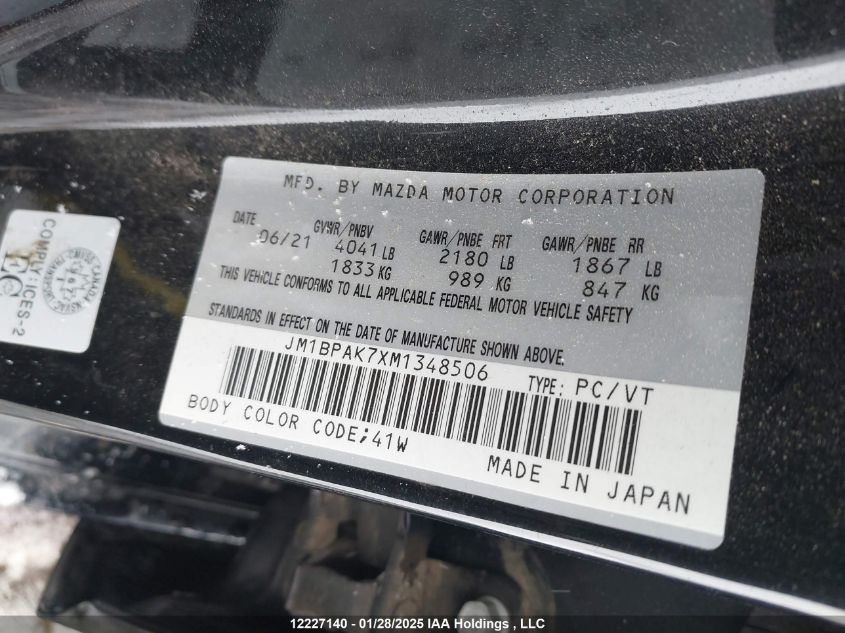 MFD. BY MAZDA MOTOR CORPORATION
DATE GVWR/PNBV GAWR/PNBE FRT GAWR/PNBE RR
06/21 4041 LB 2180 LB 1867 LB
1833 KG 989 KG 847 KG
THIS VEHICLE CONFORMS TO ALL APPLICABLE FEDERAL MOTOR VEHICLE SAFETY
STANDARDS IN EFFECT ON THE DATE OF MANUFACTURE SHOWN ABOVE.
JM1BPAK7XM1348506 TYPE: PC/VT
BODY COLOR CODE;41W
MADE IN JAPAN
COMPLY-ICES-2
12227140 - 01/28/2025 IAA Holdings , LLC